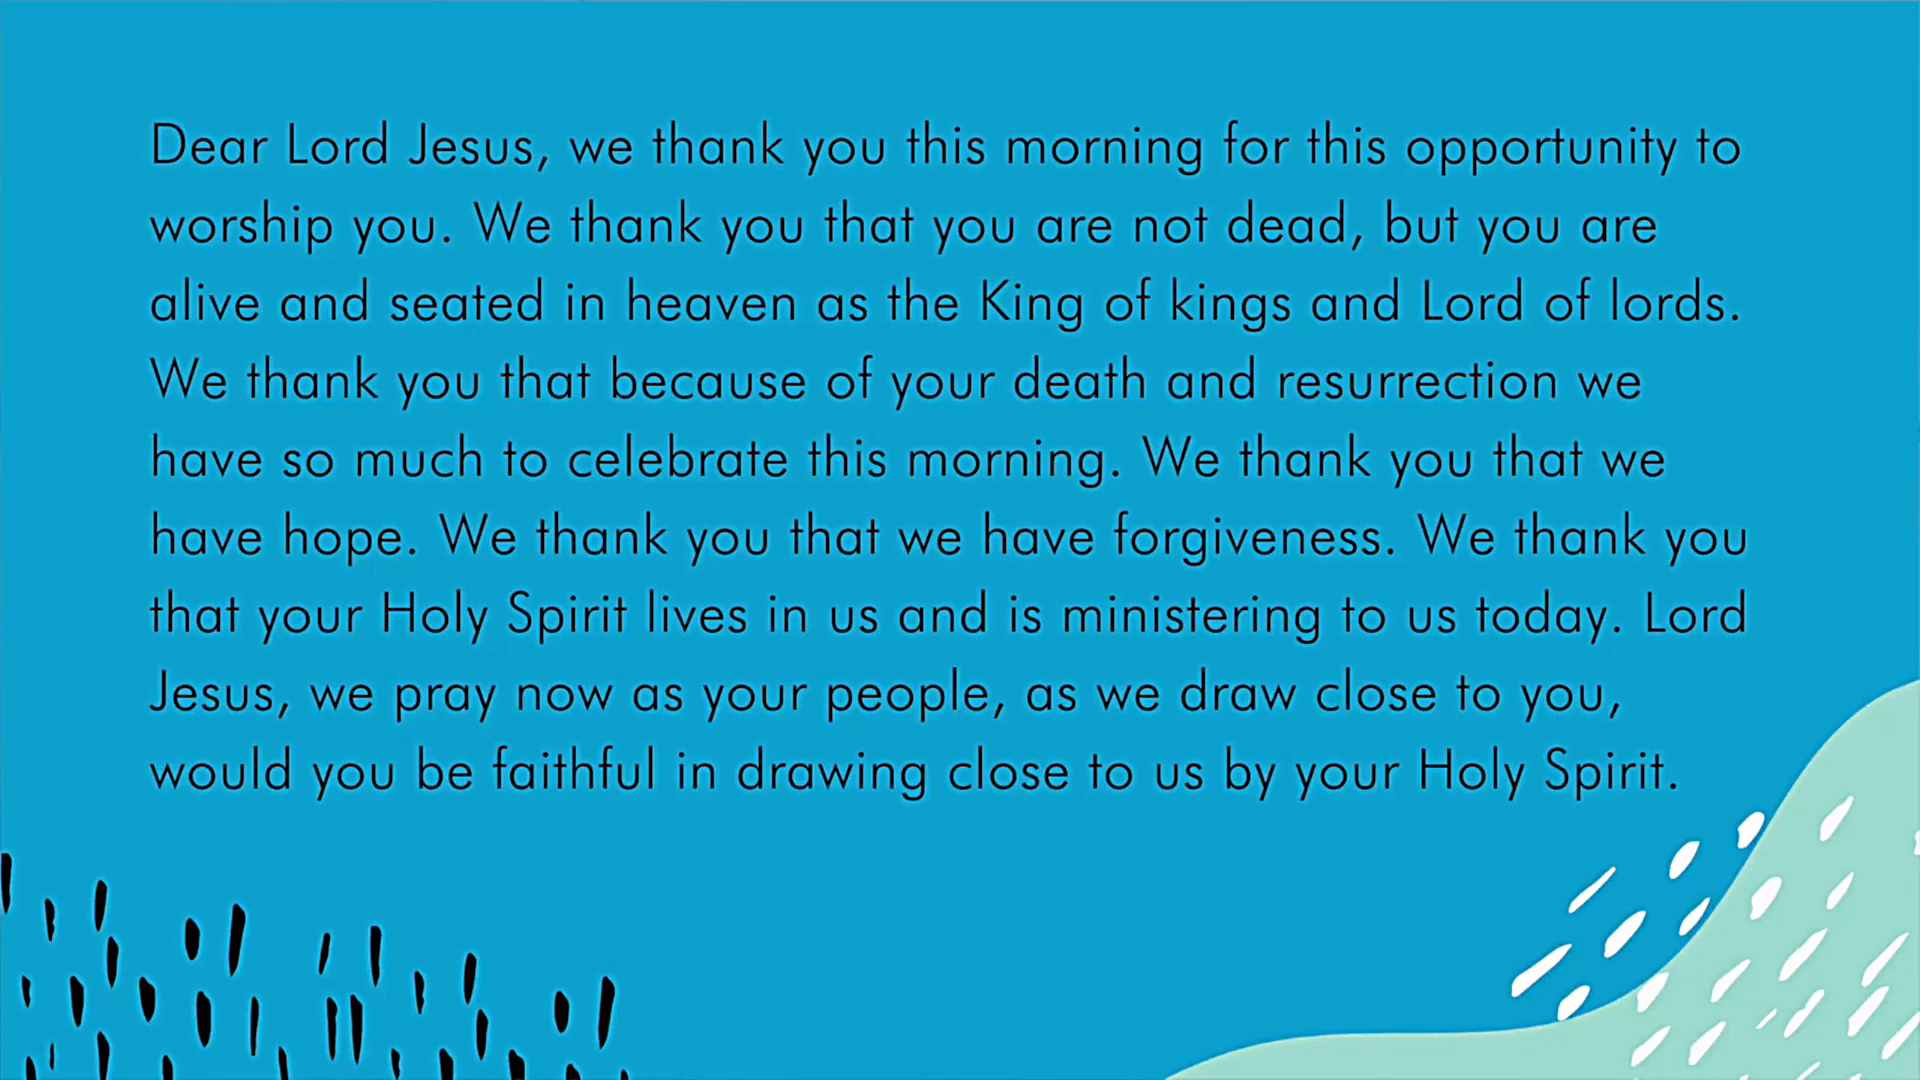 Dear Lord Jesus, we thank you this morning for this opportunity to
worship you. We thank you that you are not dead, but you are
alive and seated in heaven as the King of kings and Lord of lords.
We thank you that because of your death and resurrection we
have so much to celebrate this morning. We thank you that we
have hope. We thank you that we have forgiveness. We thank you
that your Holy Spirit lives in us and is ministering to us today. Lord
Jesus, we pray now as your people, as we draw close to you,
would you be faithful in drawing close to us by your Holy Spirit.